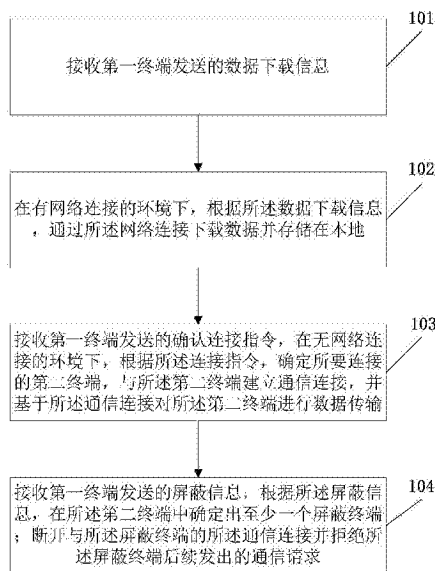 101
接收第一终端发送的数据下载信息
102
在有网络连接的环境下，根据所述数据下载信息
，通过所述网络连接下载数据并存储在本地
103
接收第一终端发送的确认连接指令，在无网络连
接的环境下，根据所述连接指令，确定所要连接
的第二终端，与所述第二终端建立通信连接，并
基于所述通信连接对所述第二终端进行数据传输
104
接收第一终端发送的屏蔽信息，根据所述屏蔽信
息，在所述第二终端中确定出至少一个屏蔽终端
；断开与所述屏蔽终端的所述通信连接并拒绝所
述屏蔽终端后续发出的通信请求